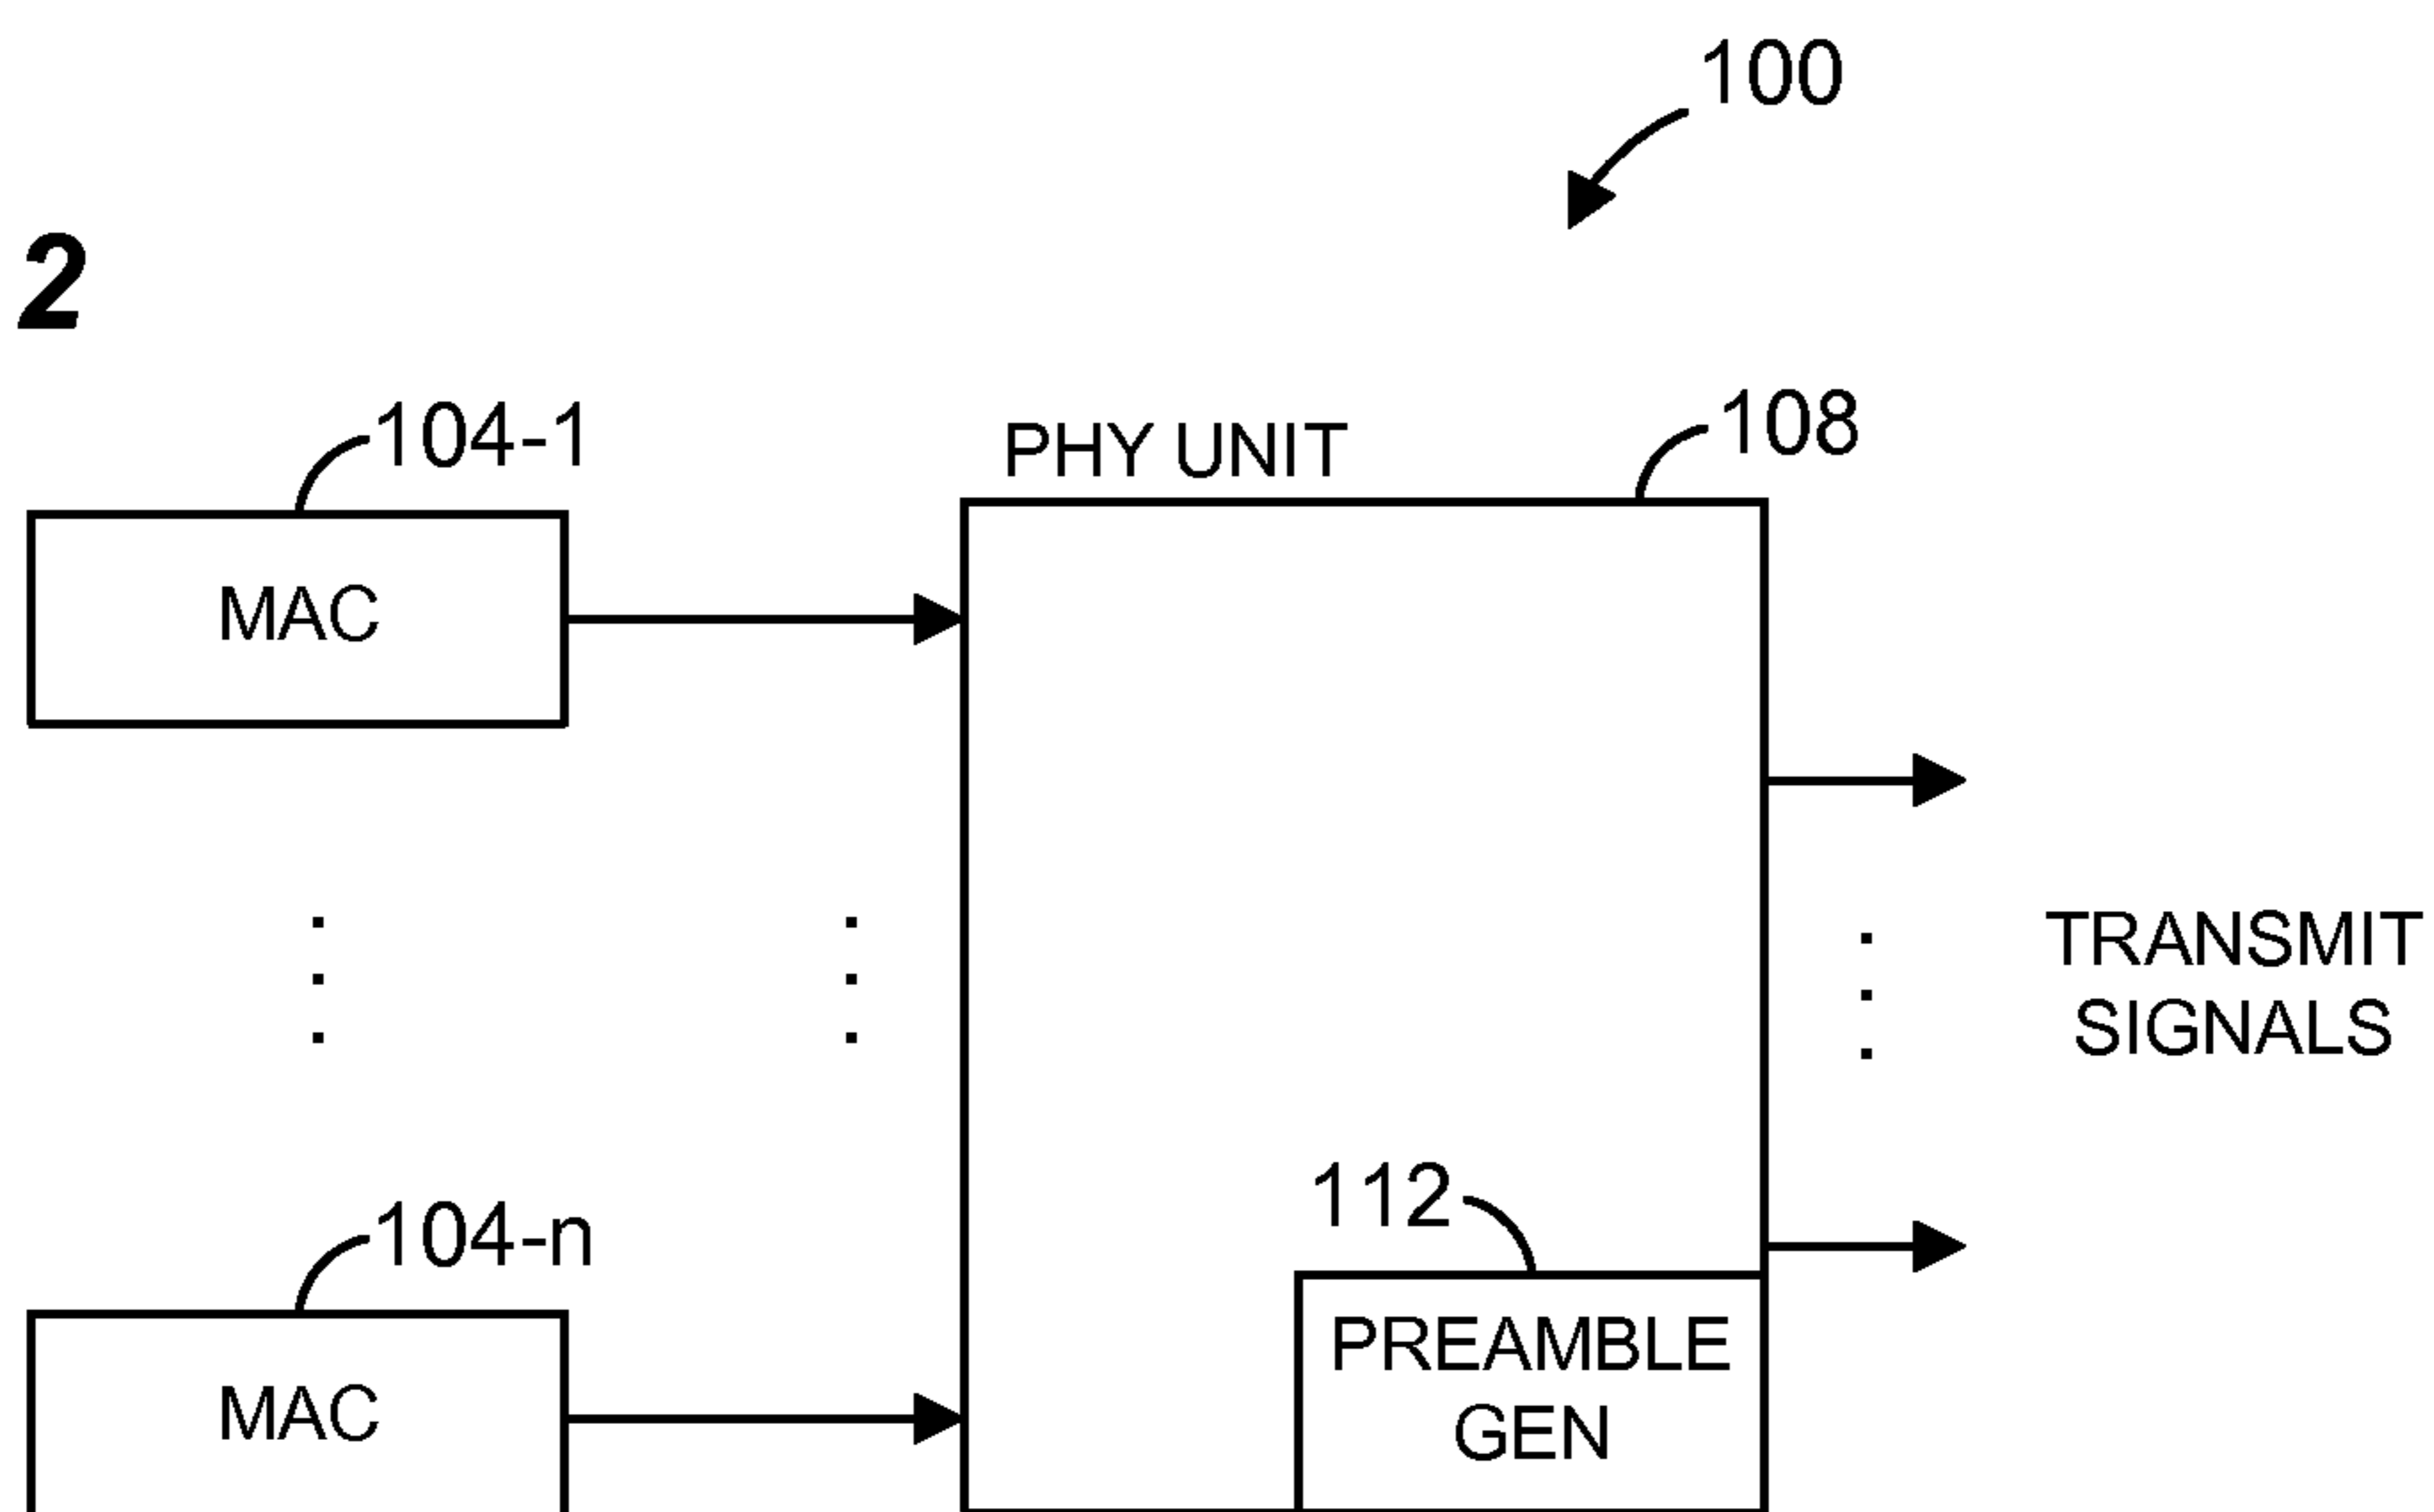 100
2
104-1
PHY UNIT
108
MAC
TRANSMIT
SIGNALS
112
104-n
PREAMBLE
GEN
MAC